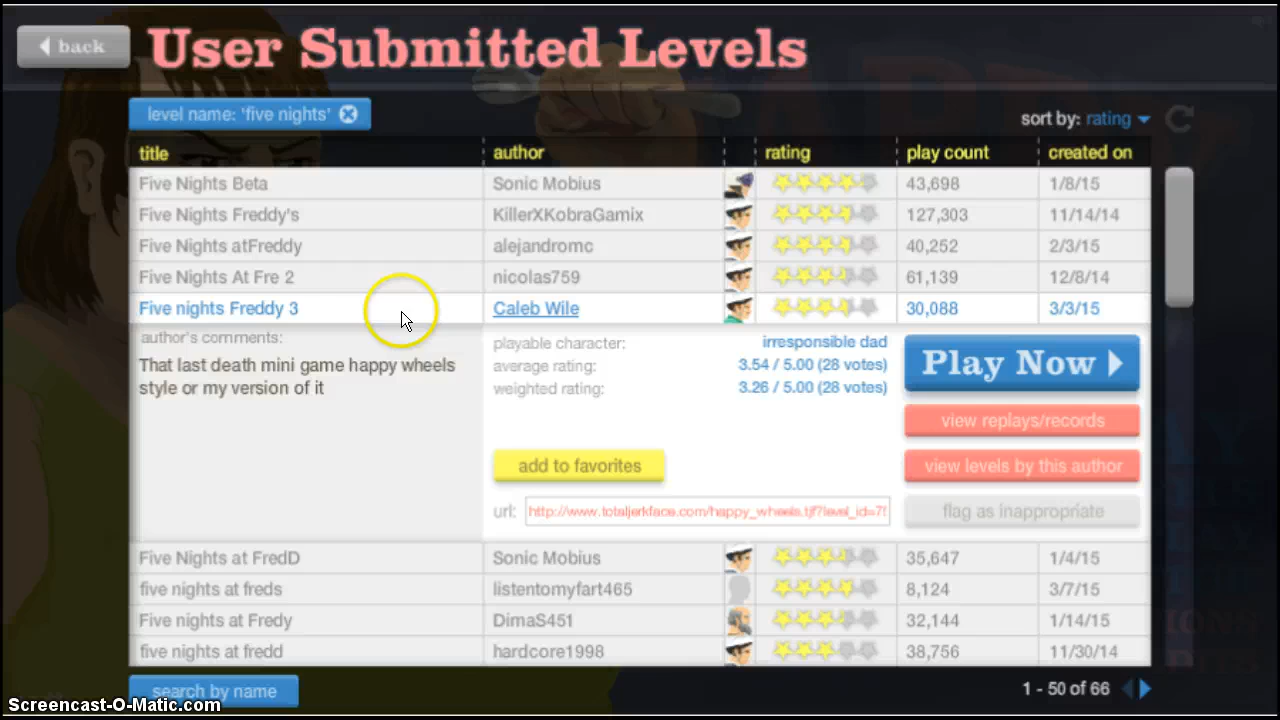 back
User Submitted Levels
level name: 'five nights'
sort by: rating
title author rating play count created on
Five Nights Beta Sonic Mobius 43,698 1/8/15
Five Nights Freddy's KillerXKobraGamix 127,303 11/14/14
Five Nights atFreddy alejandromc 40,252 2/3/15
Five Nights At Fre 2 nicolas759 61,139 12/8/14
Five nights Freddy 3 Caleb Wile 30,088 3/3/15
author's comments:
That last death mini game happy wheels
style or my version of it
playable character: irresponsible dad
average rating: 3.54 / 5.00 (28 votes)
weighted rating: 3.26 / 5.00 (28 votes)
add to favorites
url: http://www.totaljerkface.com/happy_wheels.tjf?level_id=7
Play Now
view replays/records
view levels by this author
flag as inappropriate
Five Nights at FredD Sonic Mobius 35,647 1/4/15
five nights at freds listentomyfart465 8,124 3/7/15
Five nights at Fredy DimaS451 32,144 1/14/15
five nights at fredd hardcore1998 38,756 11/30/14
search by name
1 - 50 of 66
Screencast-O-Matic.com